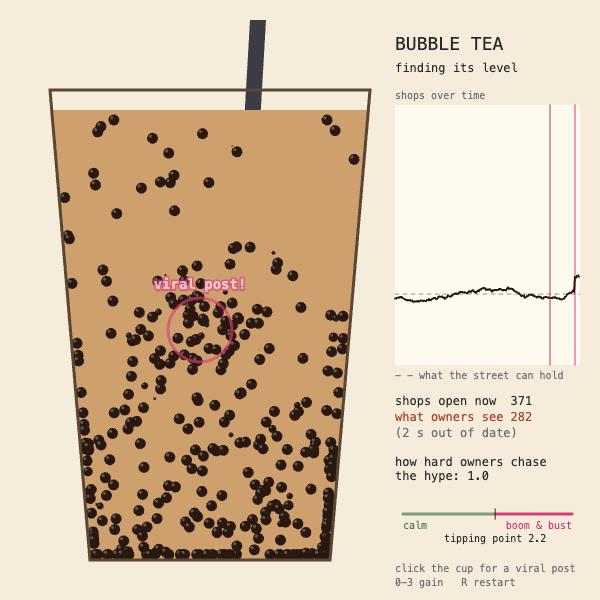 BUBBLE TEA
finding its level
shops over time
viral post!
– – what the street can hold
shops open now 371
what owners see 282
(2 s out of date)
how hard owners chase
the hype: 1.0
calm boom & bust
tipping point 2.2
click the cup for a viral post
0–3 gain R restart